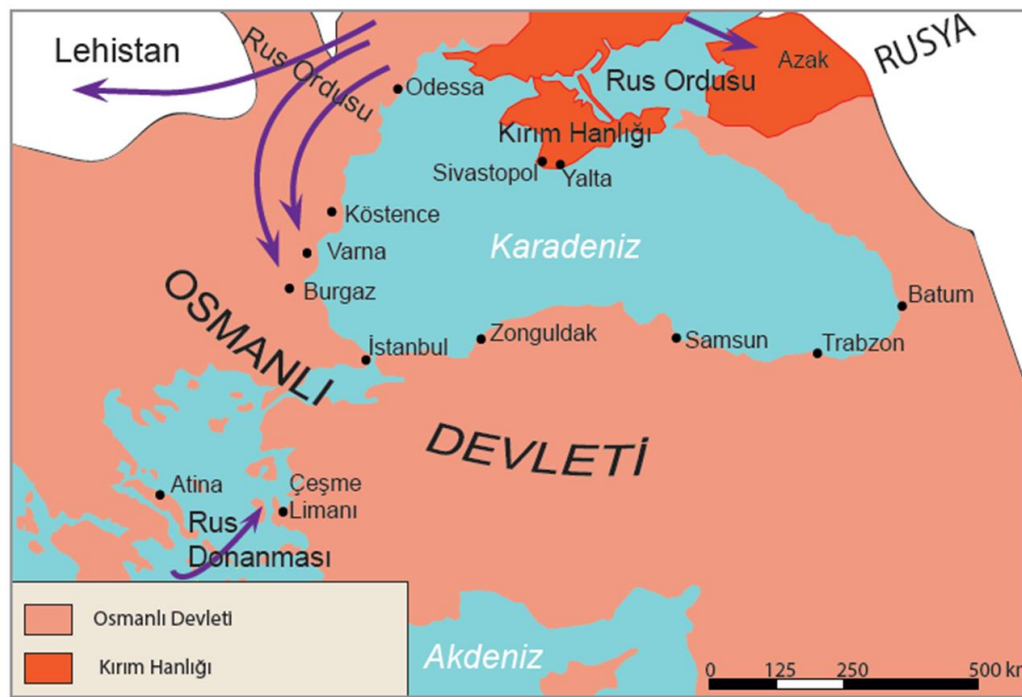 Lehistan
Rus Ordusu
Odessa
Rus Ordusu
Azak
RUSYA
Kırım Hanlığı
Sivastopol
Yalta
Köstence
Varna
Karadeniz
Burgaz
Batum
OSMANLI
İstanbul
Zonguldak
Samsun
Trabzon
DEVLETİ
Atina
Çeşme
Limanı
Rus
Donanması
Osmanlı Devleti
Kırım Hanlığı
Akdeniz
0 125 250 500 km